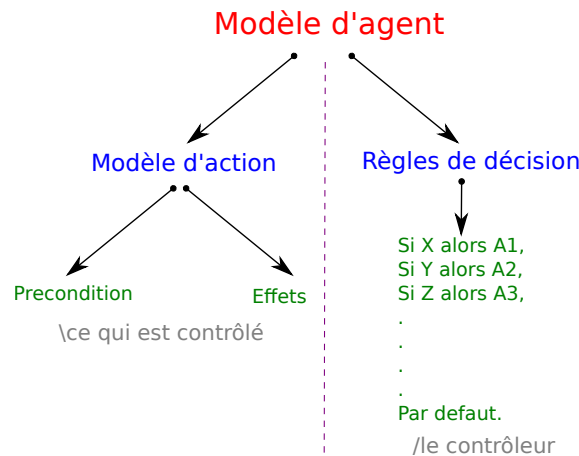 Modèle d'agent
Modèle d'action
Règles de décision
Precondition
Effets
\ce qui est contrôlé
Si X alors A1,
Si Y alors A2,
Si Z alors A3,
.
.
.
.
Par defaut.
/le contrôleur